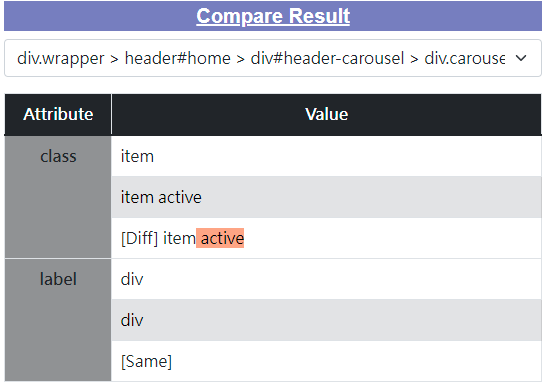 Compare Result
div.wrapper > header#home > div#header-carousel > div.carouse
Attribute Value
class item
item active
[Diff] item active
label div
div
[Same]